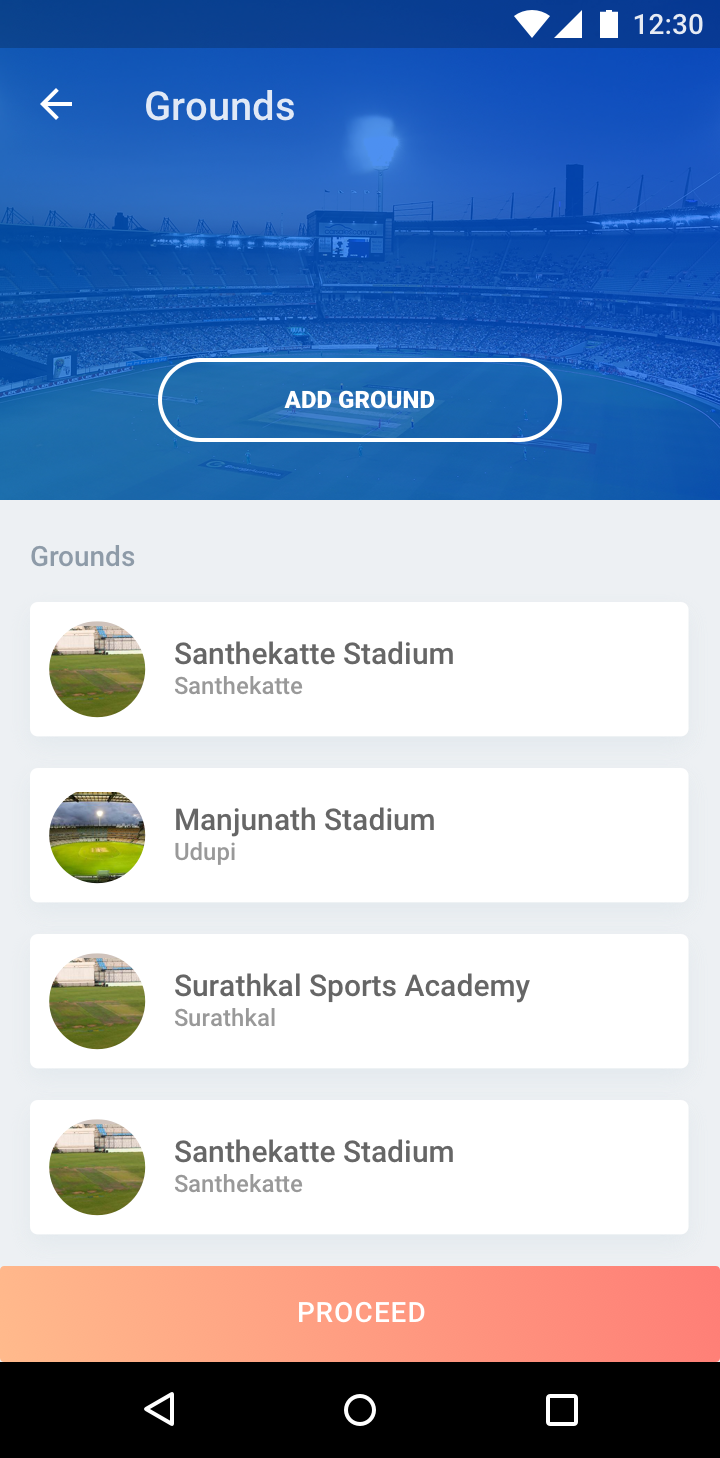 12:30
Grounds
ADD GROUND
Grounds
Santhekatte Stadium
Santhekatte
Manjunath Stadium
Udupi
Surathkal Sports Academy
Surathkal
Santhekatte Stadium
Santhekatte
PROCEED